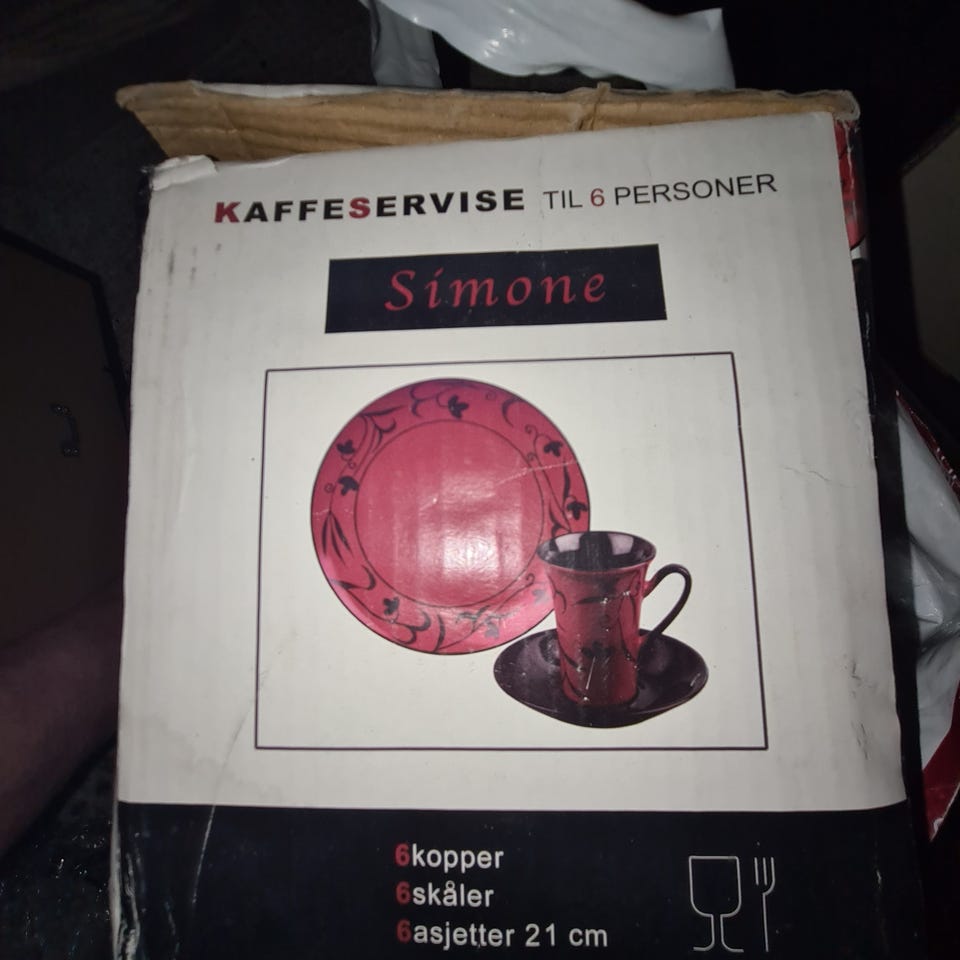 KAFFESERVISE TIL 6 PERSONER
Simone
6kopper
6skåler
6asjetter 21 cm